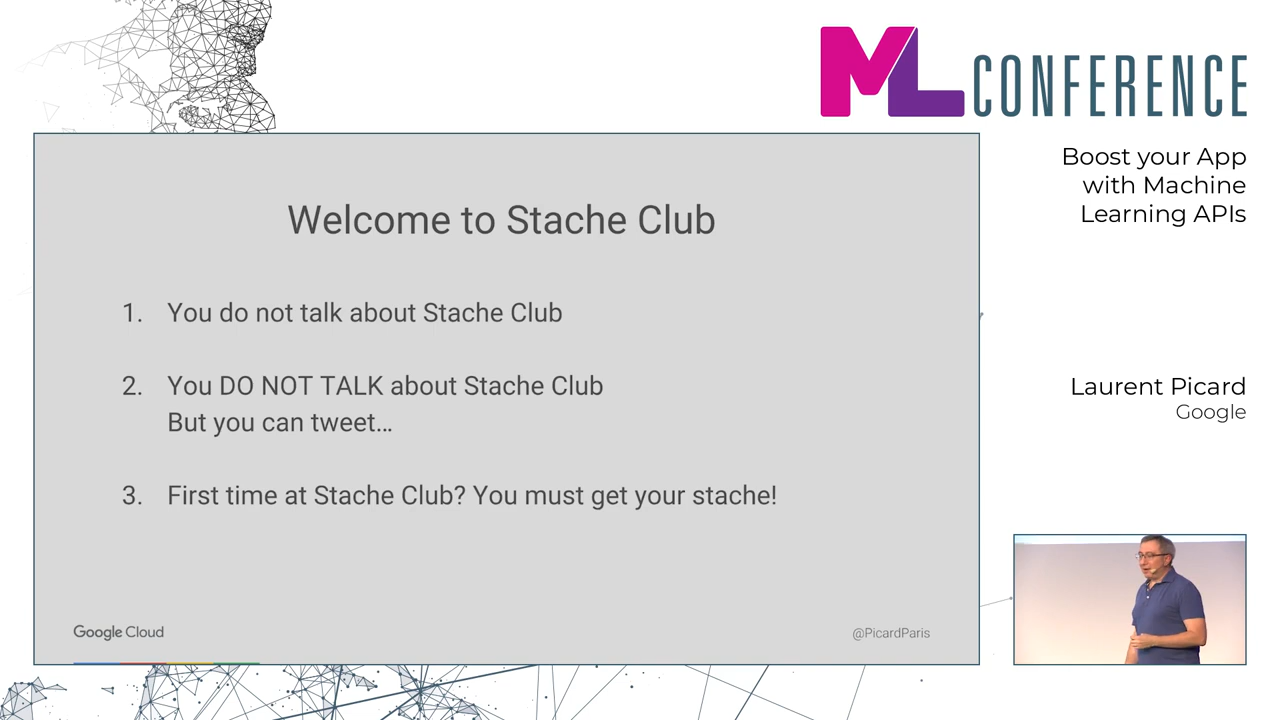 ML CONFERENCE
Boost your App
with Machine
Learning APIs
Welcome to Stache Club
1. You do not talk about Stache Club
2. You DO NOT TALK about Stache Club
But you can tweet…
3. First time at Stache Club? You must get your stache!
Laurent Picard
Google
Google Cloud
@PicardParis